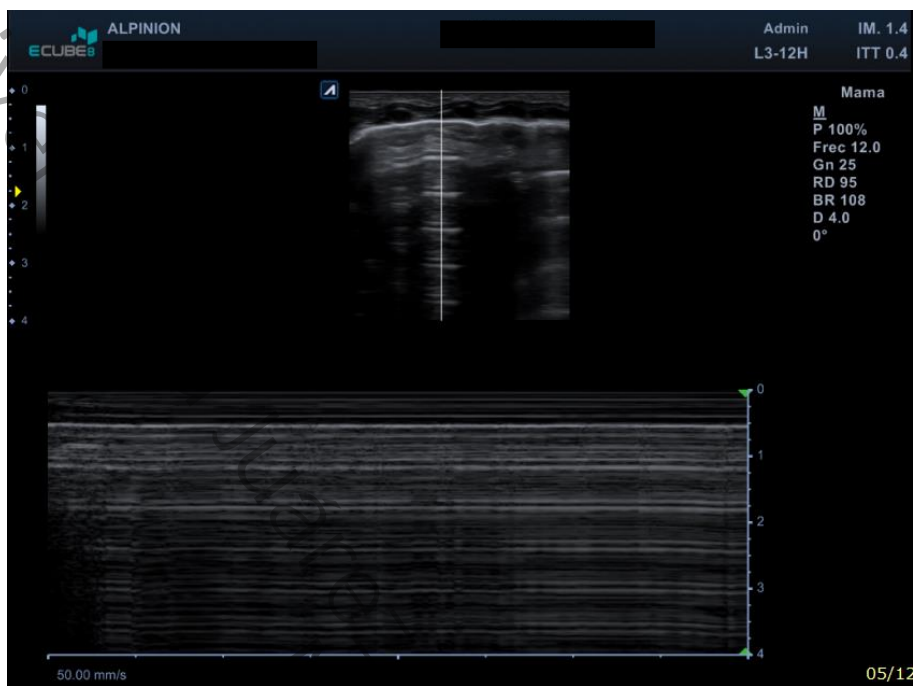 ALPINION
ECUBE8
Admin
L3-12H
IM. 1.4
ITT 0.4
Mama
M
P 100%
Frec 12.0
Gn 25
RD 95
BR 108
D 4.0
0°
0
1
2
3
4
0
1
2
3
4
50.00 mm/s
05/12